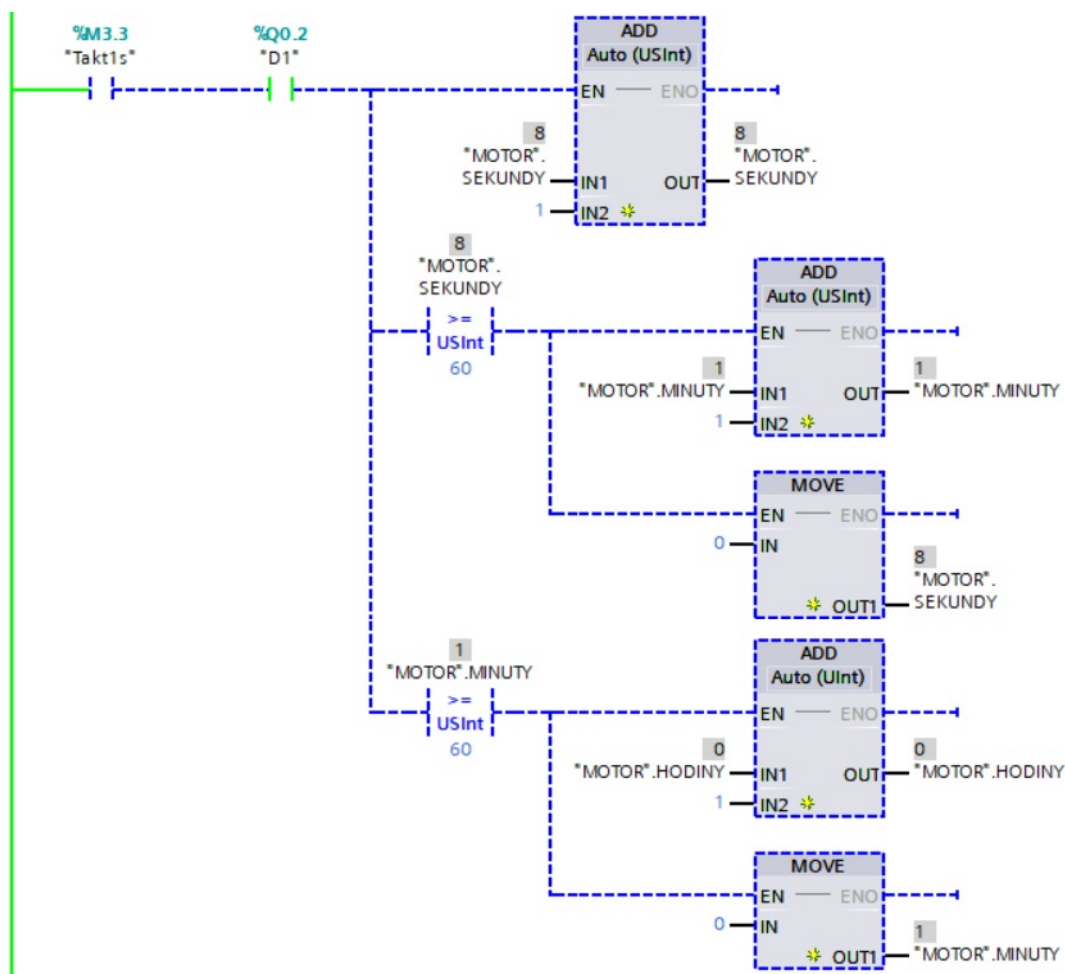 %M3.3
"Takt1s"
%Q0.2
"D1"
ADD
Auto (USInt)
EN
ENO
8
"MOTOR".
SEKUNDY
IN1
OUT
8
"MOTOR".
SEKUNDY
1
IN2
8
"MOTOR".
SEKUNDY
>=
USInt
60
ADD
Auto (USInt)
EN
ENO
1
"MOTOR".MINUTY
IN1
OUT
1
"MOTOR".MINUTY
1
IN2
MOVE
EN
ENO
0
IN
OUT1
8
"MOTOR".
SEKUNDY
1
"MOTOR".MINUTY
>=
USInt
60
ADD
Auto (UInt)
EN
ENO
0
"MOTOR".HODINY
IN1
OUT
0
"MOTOR".HODINY
1
IN2
MOVE
EN
ENO
0
IN
OUT1
1
"MOTOR".MINUTY